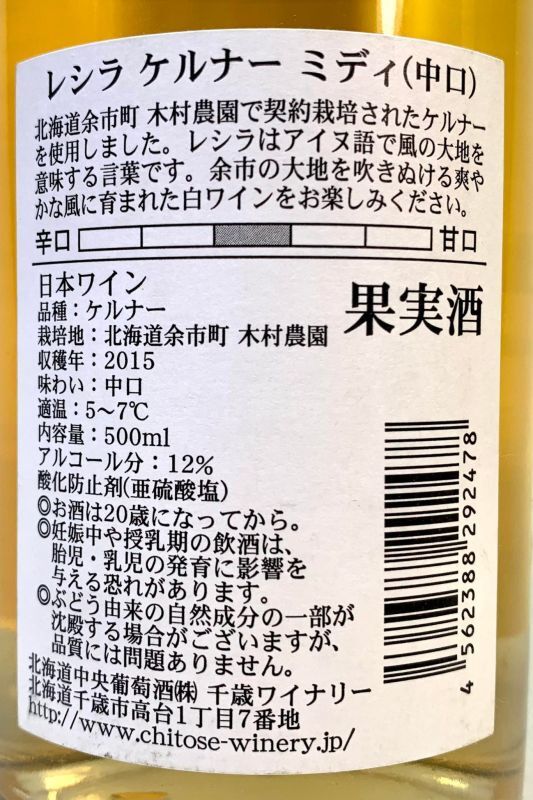 レシラ ケルナー ミディ(中口)
北海道余市町 木村農園で契約栽培されたケルナー
を使用しました。レシラはアイヌ語で風の大地を
意味する言葉です。余市の大地を吹きぬける爽や
かな風に育まれた白ワインをお楽しみください。
辛口 甘口
日本ワイン
果実酒
品種：ケルナー
栽培地：北海道余市町 木村農園
収穫年：2015
味わい：中口
適温：5～7℃
内容量：500ml
アルコール分：12%
酸化防止剤(亜硫酸塩)
◎お酒は20歳になってから。
◎妊娠中や授乳期の飲酒は、
胎児・乳児の発育に影響を
与える恐れがあります。
◎ぶどう由来の自然成分の一部が
沈殿する場合がございますが、
品質には問題ありません。
北海道中央葡萄酒㈱ 千歳ワイナリー
北海道千歳市高台1丁目7番地
http://www.chitose-winery.jp/
4 562388 292478